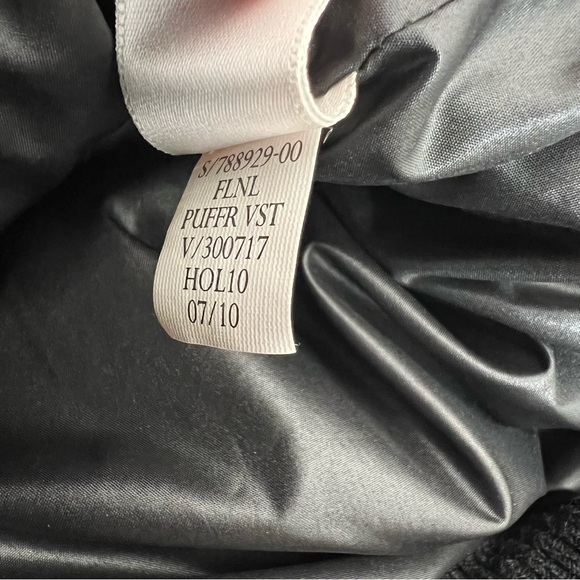 S/788929-00
FLNL
PUFFR VST
V/300717
HOL10
07/10